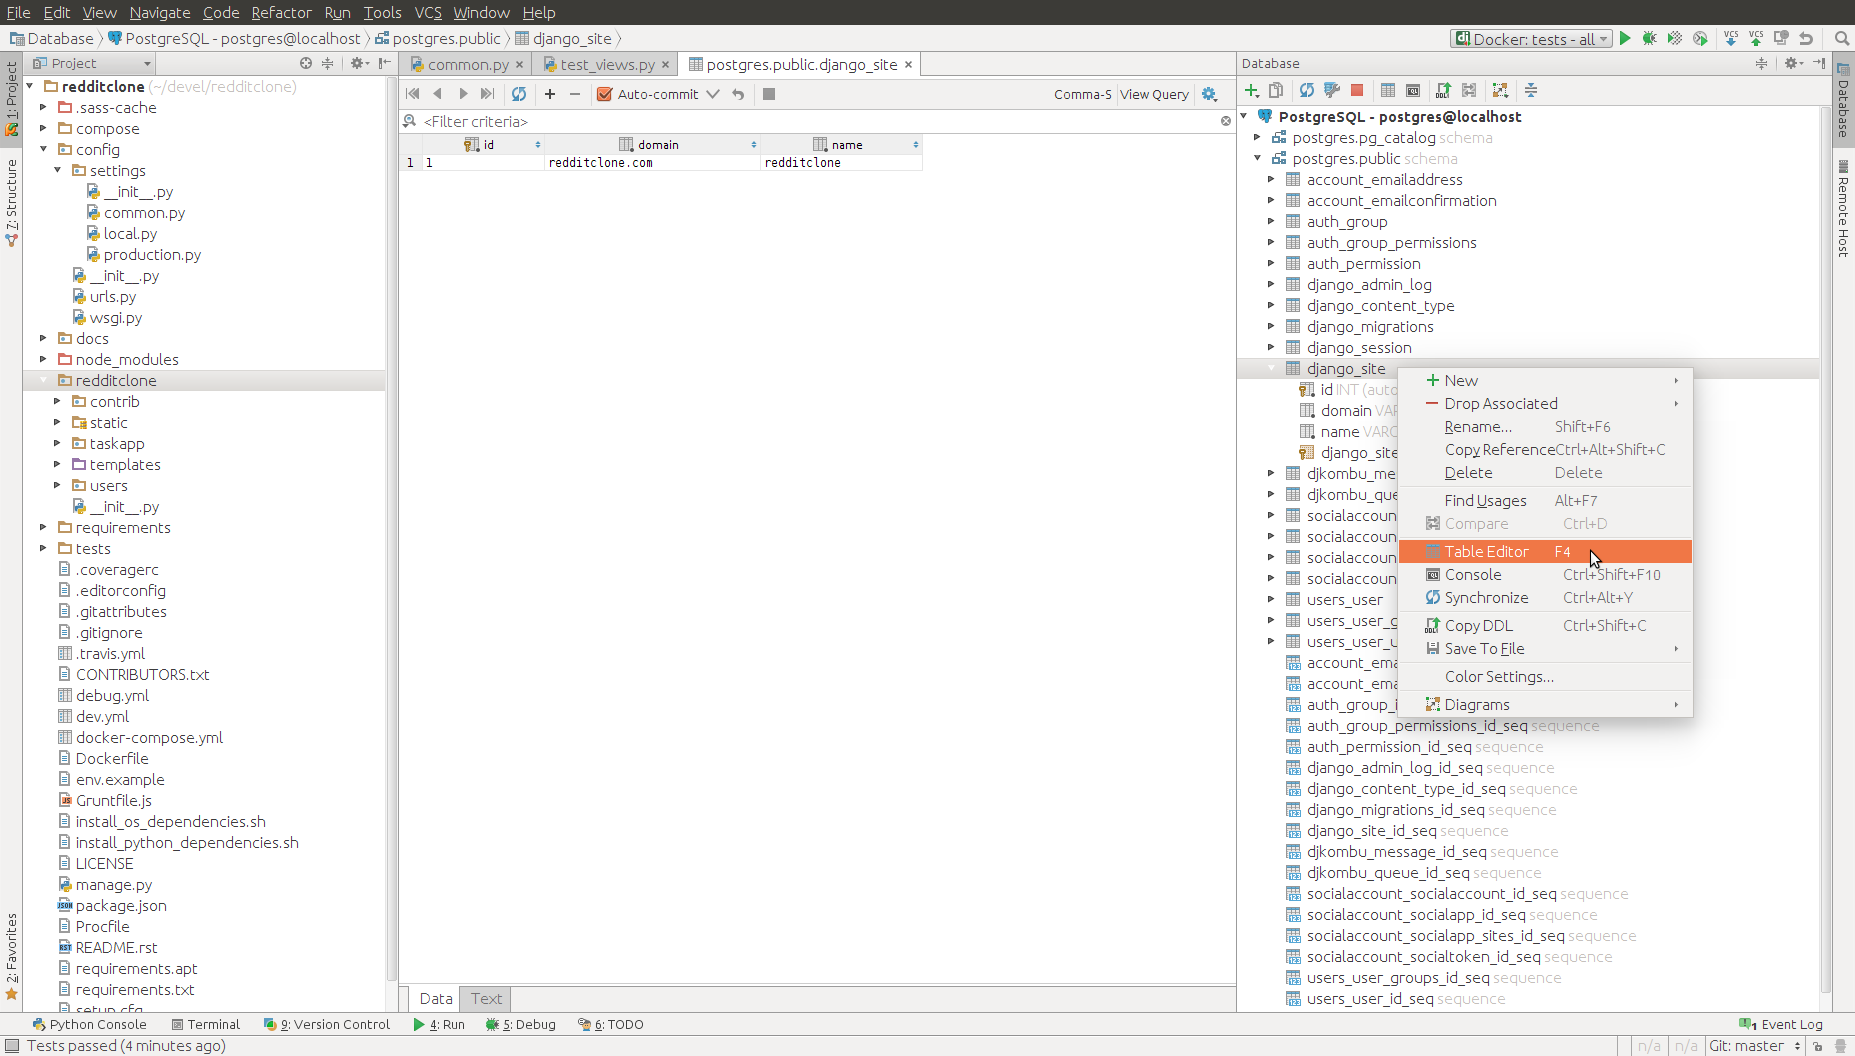 File Edit View Navigate Code Refactor Run Tools VCS Window Help
Database PostgreSQL - postgres@localhost postgres.public django_site
Docker: tests - all
Project
1: Project
7: Structure
2: Favorites
redditclone (~/devel/redditclone)
.sass-cache
compose
config
settings
__init__.py
common.py
local.py
production.py
__init__.py
urls.py
wsgi.py
docs
node_modules
redditclone
contrib
static
taskapp
templates
users
__init__.py
requirements
tests
.coveragerc
.editorconfig
.gitattributes
.gitignore
.travis.yml
CONTRIBUTORS.txt
debug.yml
dev.yml
docker-compose.yml
Dockerfile
env.example
Gruntfile.js
install_os_dependencies.sh
install_python_dependencies.sh
LICENSE
manage.py
package.json
Procfile
README.rst
requirements.apt
requirements.txt
setup.cfg
common.py test_views.py postgres.public.django_site
Auto-commit Comma-S View Query
<Filter criteria>
id domain name
1 1 redditclone.com redditclone
Data Text
Database
PostgreSQL - postgres@localhost
postgres.pg_catalog schema
postgres.public schema
account_emailaddress
account_emailconfirmation
auth_group
auth_group_permissions
auth_permission
django_admin_log
django_content_type
django_migrations
django_session
django_site
id INT (auto
domain VAR
name VARC
django_site
djkombu_me
djkombu_que
socialaccoun
socialaccoun
socialaccoun
socialaccoun
users_user
users_user_g
users_user_u
account_ema
account_ema
auth_group_i
auth_group_permissions_id_seq sequence
auth_permission_id_seq sequence
django_admin_log_id_seq sequence
django_content_type_id_seq sequence
django_migrations_id_seq sequence
django_site_id_seq sequence
djkombu_message_id_seq sequence
djkombu_queue_id_seq sequence
socialaccount_socialaccount_id_seq sequence
socialaccount_socialapp_id_seq sequence
socialaccount_socialapp_sites_id_seq sequence
socialaccount_socialtoken_id_seq sequence
users_user_groups_id_seq sequence
users_user_id_seq sequence
New
Drop Associated
Rename... Shift+F6
Copy Reference Ctrl+Alt+Shift+C
Delete Delete
Find Usages Alt+F7
Compare Ctrl+D
Table Editor F4
Console Ctrl+Shift+F10
Synchronize Ctrl+Alt+Y
Copy DDL Ctrl+Shift+C
Save To File
Color Settings...
Diagrams
Database
Remote Host
Python Console Terminal 9: Version Control 4: Run 5: Debug 6: TODO 1 Event Log
Tests passed (4 minutes ago) n/a n/a Git: master